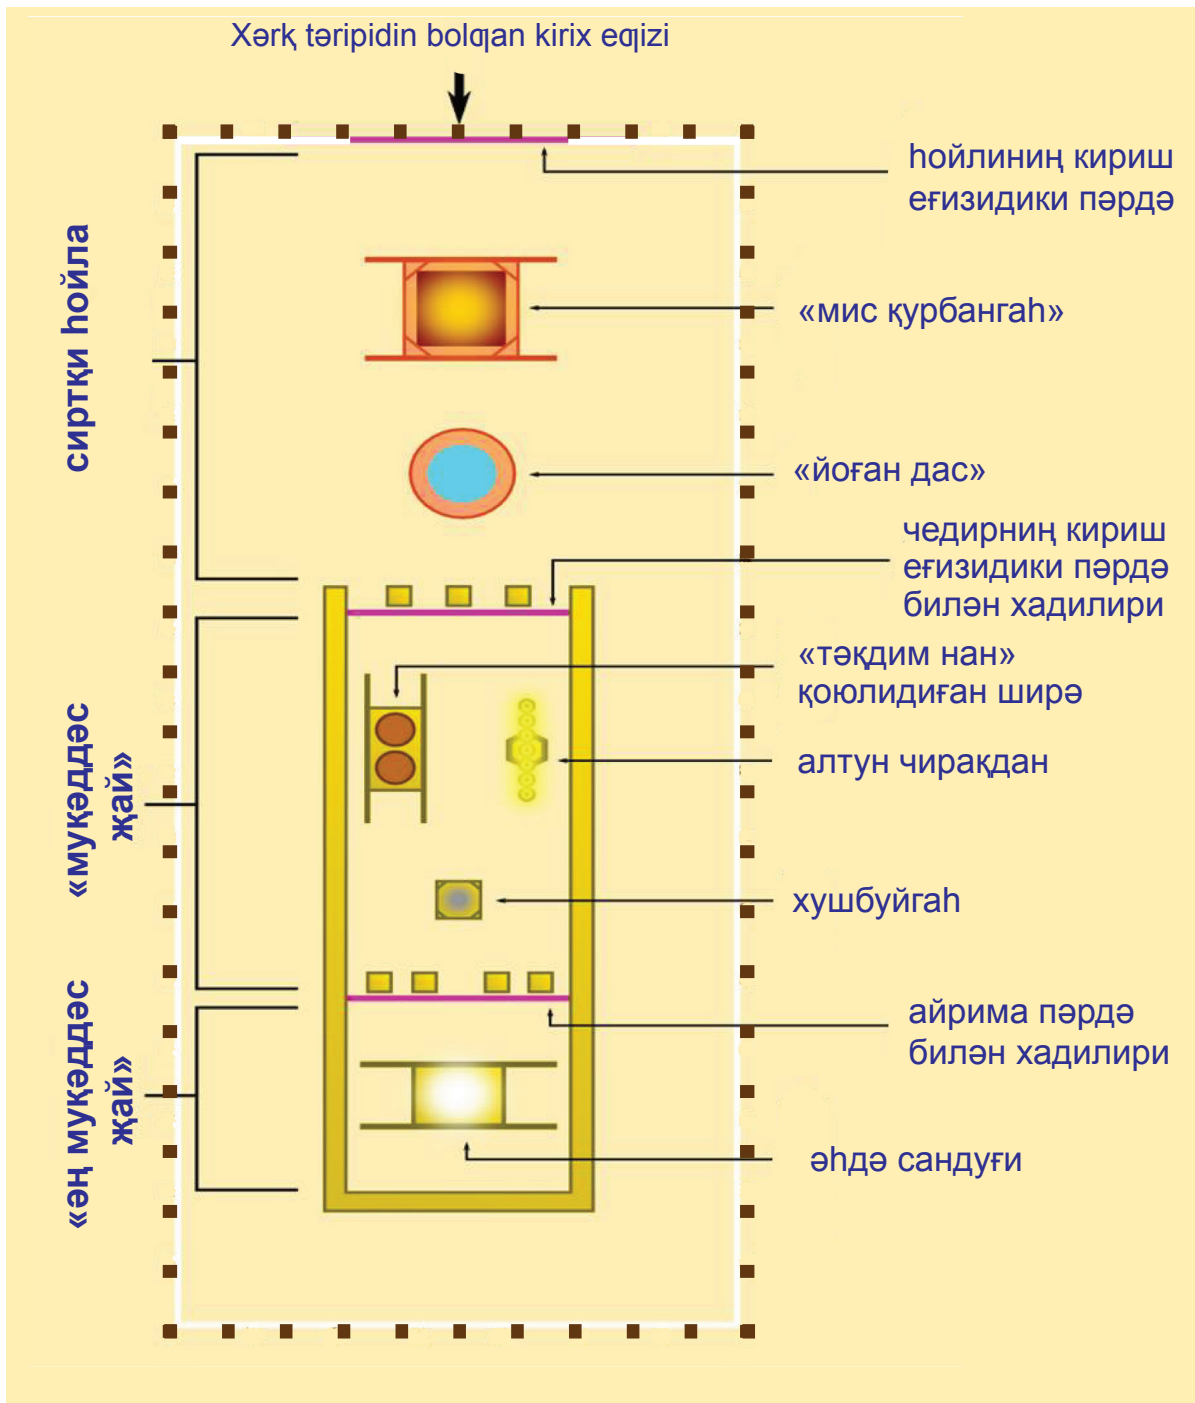 Xərⱪ təripidin bolƣan kirix eƣizi
һойлиниң кириш
еғизидики пәрдә
сиртқи һойла
«мис қурбангаһ»
«йоған дас»
чедирниң кириш
еғизидики пәрдә
билән хадилири
«тәқдим нан»
қоюлидиған ширә
«муқәддәс
җай»
алтун чирақдан
хушбуйгаһ
айрима пәрдә
билән хадилири
«әң муқәддәс
җай»
әһдә сандуғи